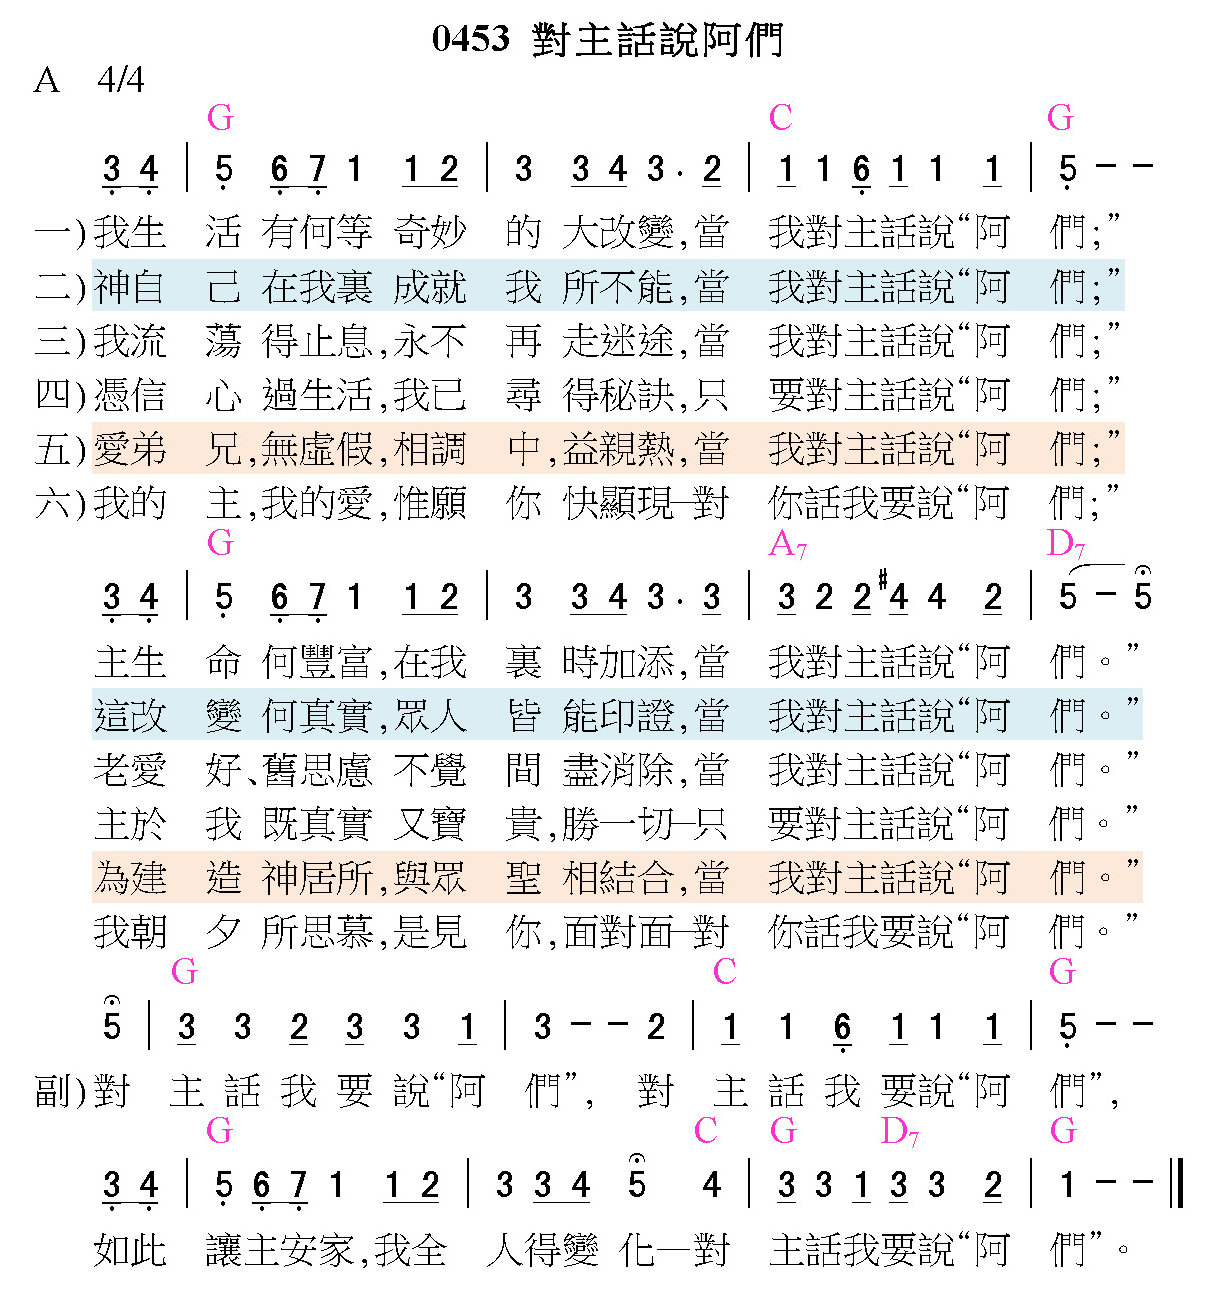 0453 對主話說阿們
A 4/4
G C G
3 4 | 5 6 7 1 1 2 | 3 3 4 3 . 2 | 1 1 6 1 1 1 | 5 － －
一)我生 活 有何等 奇妙 的 大改變,當 我對主話說“阿 們;”
二)神自 己 在我裏 成就 我 所不能,當 我對主話說“阿 們;”
三)我流 蕩 得止息,永不 再 走迷途,當 我對主話說“阿 們;”
四)憑信 心 過生活,我已 尋 得秘訣,只 要對主話說“阿 們;”
五)愛弟 兄,無虛假,相調 中,益親熱,當 我對主話說“阿 們;”
六)我的 主,我的愛,惟願 你 快顯現─對 你話我要說“阿 們;”
G A7 D7
3 4 | 5 6 7 1 1 2 | 3 3 4 3 . 3 | 3 2 2 #4 4 2 | 5 － 5
主生 命 何豐富,在我 裏 時加添,當 我對主話說“阿 們。”
這改 變 何真實,眾人 皆 能印證,當 我對主話說“阿 們。”
老愛 好、舊思慮 不覺 間 盡消除,當 我對主話說“阿 們。”
主於 我 既真實 又寶 貴,勝一切─只 要對主話說“阿 們。”
為建 造 神居所,與眾 聖 相結合,當 我對主話說“阿 們。”
我朝 夕 所思慕,是見 你,面對面─對 你話我要說“阿 們。”
G C G
5 | 3 3 2 3 3 1 | 3 － － 2 | 1 1 6 1 1 1 | 5 － －
副)對 主 話 我 要 說“阿 們”, 對 主 話 我 要說“阿 們”,
G C G D7 G
3 4 | 5 6 7 1 1 2 | 3 3 4 5 4 | 3 3 1 3 3 2 | 1 － － ‖
如此 讓主安家,我全 人得變 化─對 主話我要說“阿 們”。